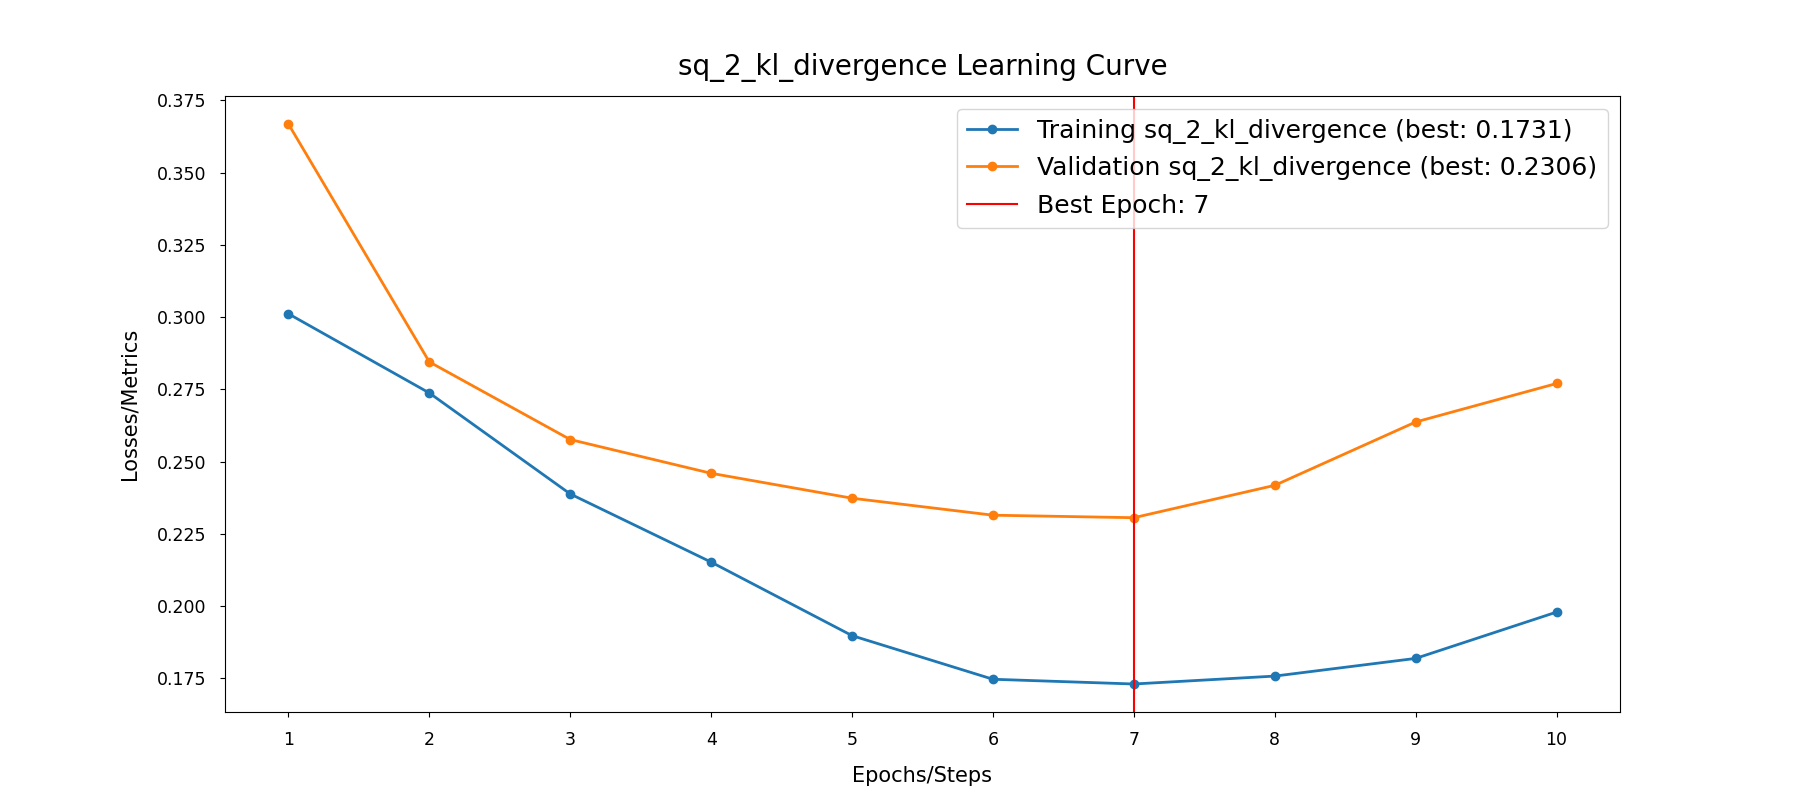 sq_2_kl_divergence Learning Curve
Training sq_2_kl_divergence (best: 0.1731)
Validation sq_2_kl_divergence (best: 0.2306)
Best Epoch: 7
Losses/Metrics
0.375
0.350
0.325
0.300
0.275
0.250
0.225
0.200
0.175
1 2 3 4 5 6 7 8 9 10
Epochs/Steps